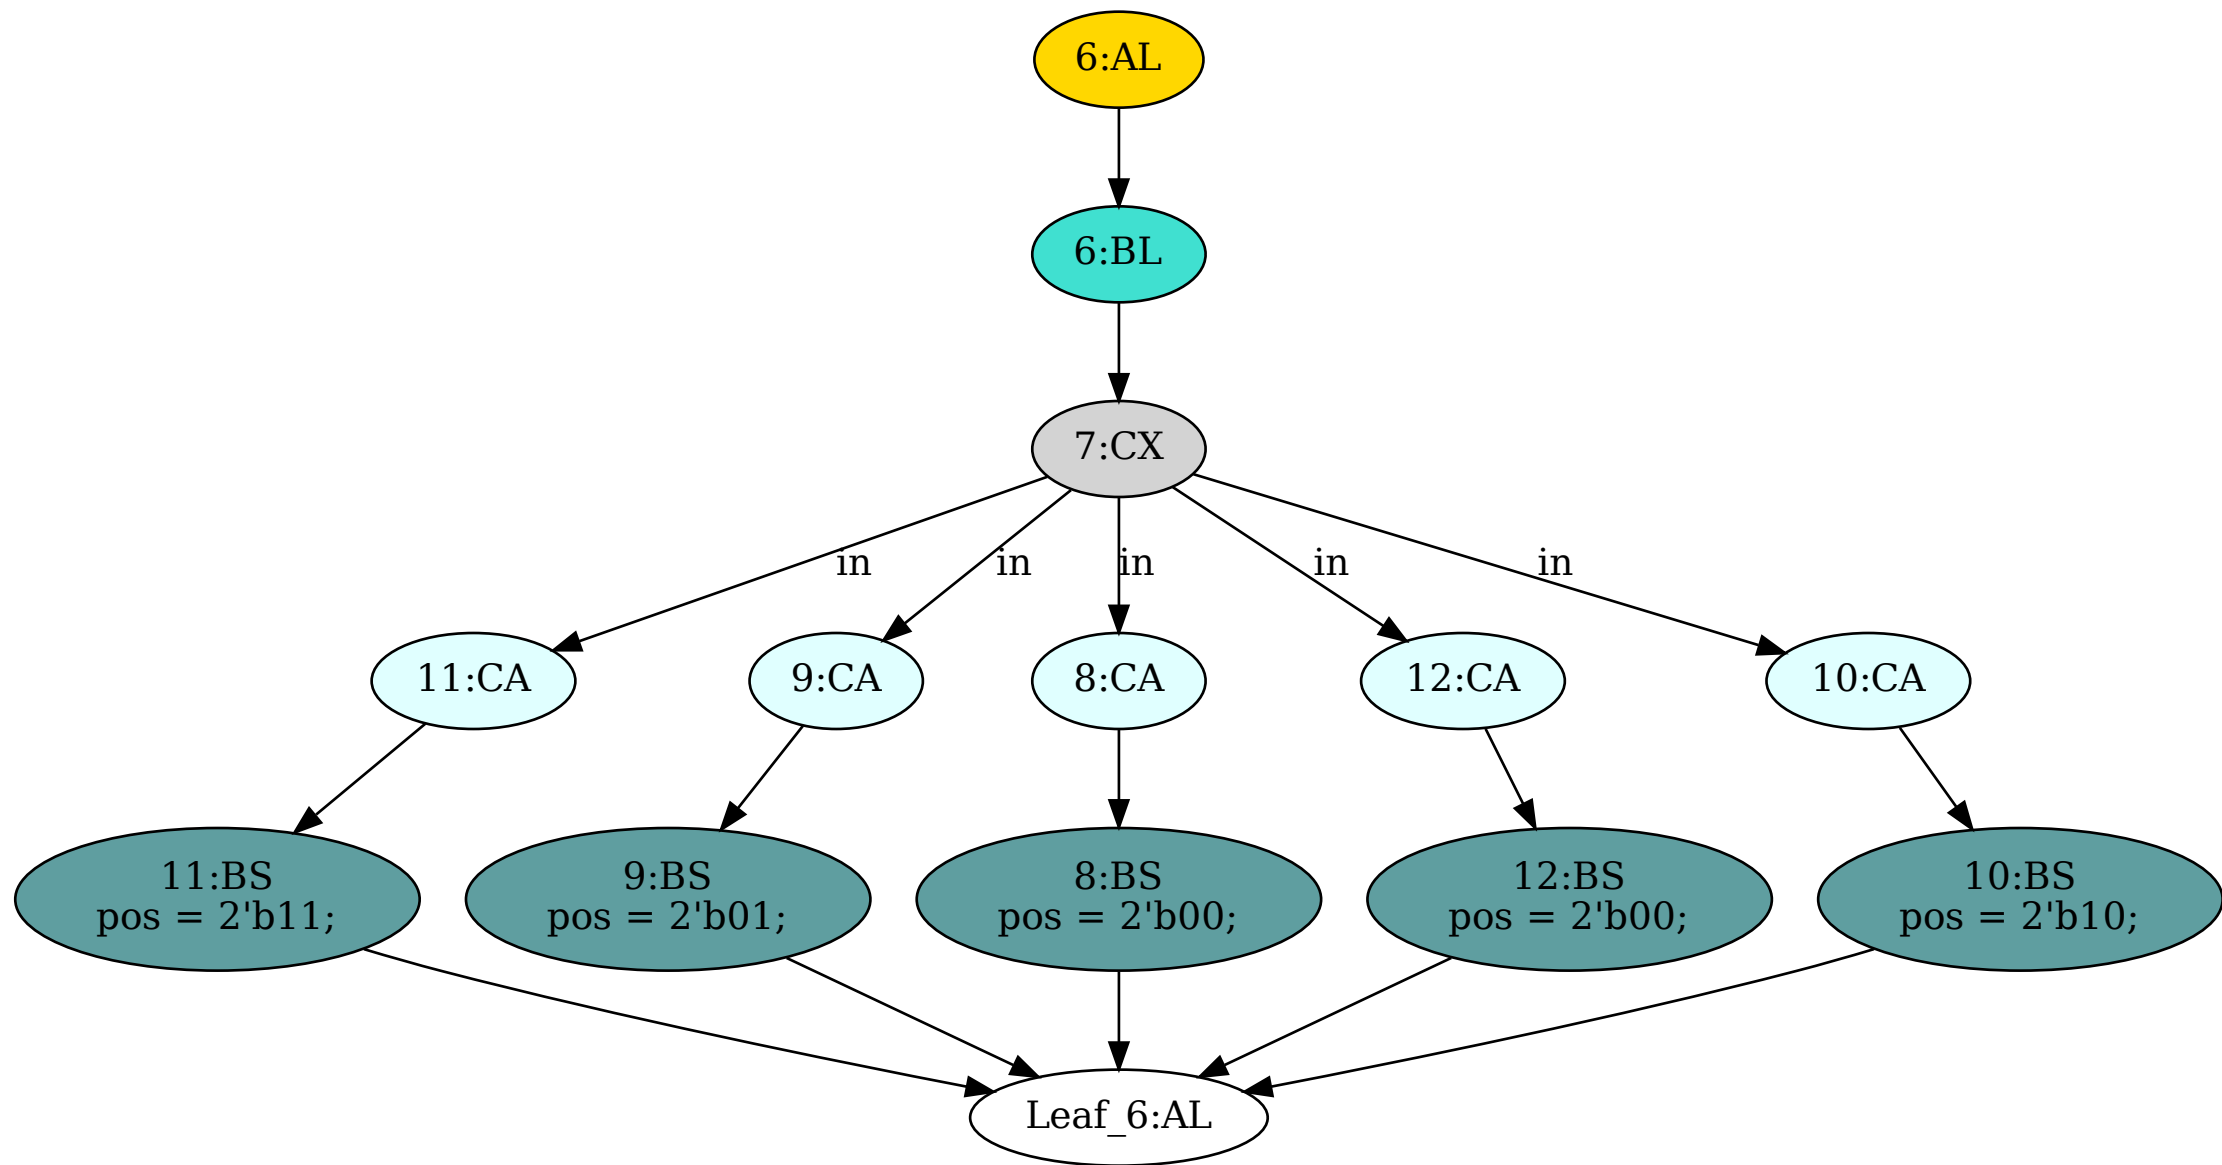 6:AL
6:BL
7:CX
in
in
in
in
in
11:CA
9:CA
8:CA
12:CA
10:CA
11:BS
pos = 2'b11;
9:BS
pos = 2'b01;
8:BS
pos = 2'b00;
12:BS
pos = 2'b00;
10:BS
pos = 2'b10;
Leaf_6:AL